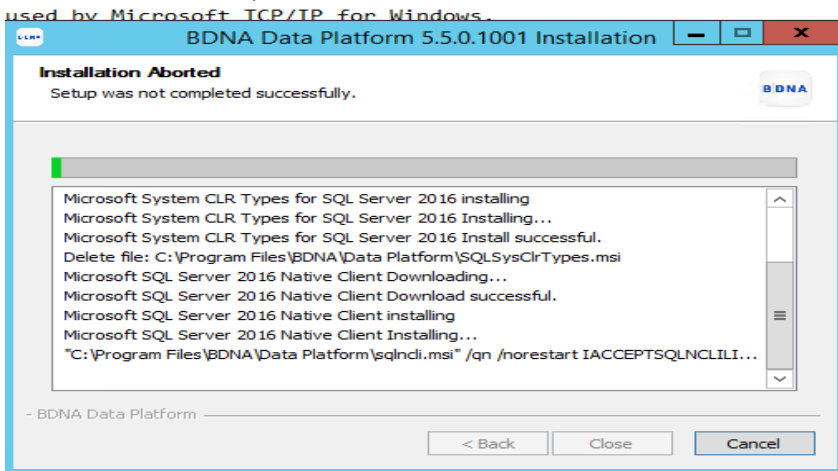 used by Microsoft TCP/IP for Windows.
BDNA Data Platform 5.5.0.1001 Installation
Installation Aborted
Setup was not completed successfully.
BDNA
Microsoft System CLR Types for SQL Server 2016 installing
Microsoft System CLR Types for SQL Server 2016 Installing...
Microsoft System CLR Types for SQL Server 2016 Install successful.
Delete file: C:\Program Files\BDNA\Data Platform\SQLSysClrTypes.msi
Microsoft SQL Server 2016 Native Client Downloading...
Microsoft SQL Server 2016 Native Client Download successful.
Microsoft SQL Server 2016 Native Client installing
Microsoft SQL Server 2016 Native Client Installing...
"C:\Program Files\BDNA\Data Platform\sqlncli.msi" /qn /norestart IACCEPTSQLNCLILI...
- BDNA Data Platform
< Back Close Cancel